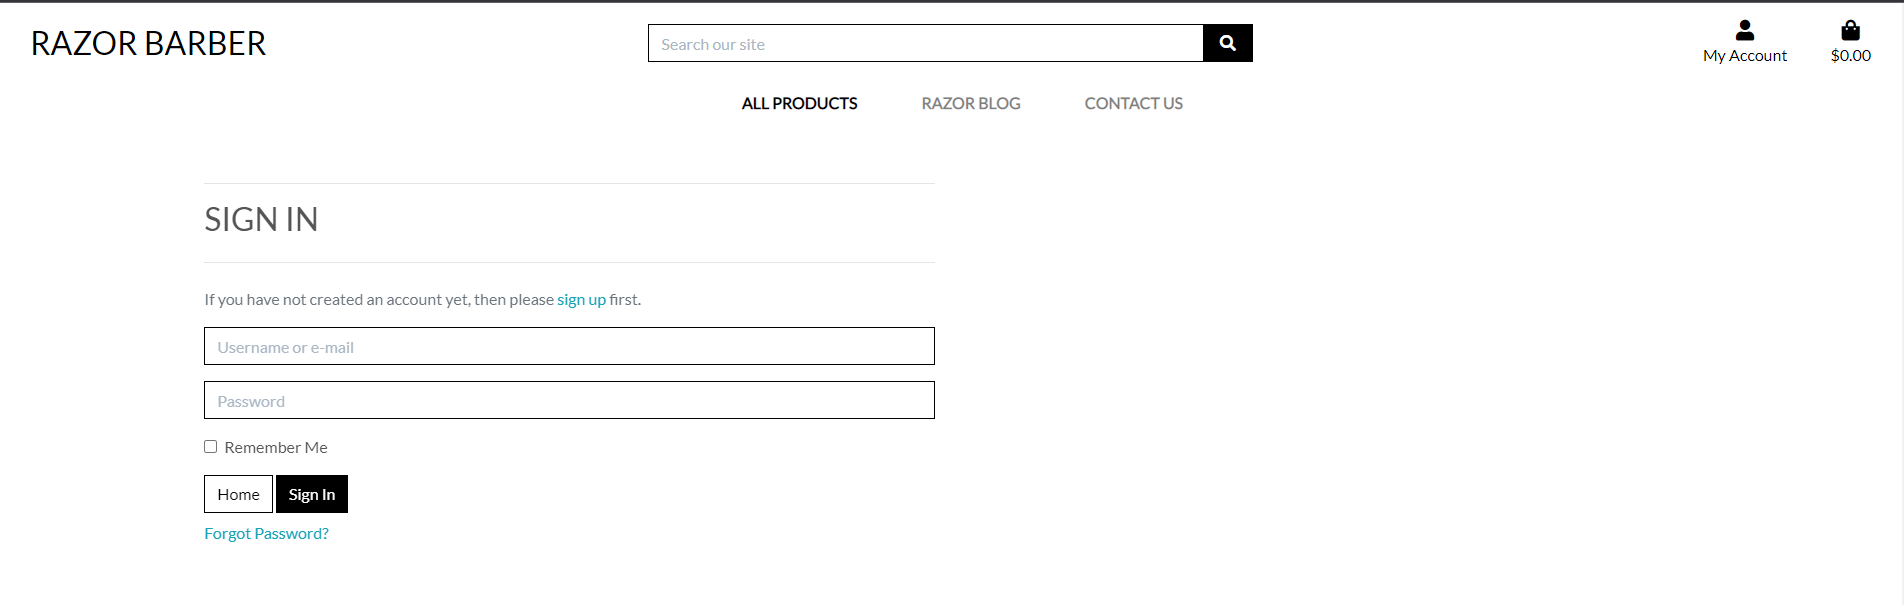 RAZOR BARBER
Search our site
My Account
$0.00
ALL PRODUCTS RAZOR BLOG CONTACT US
SIGN IN
If you have not created an account yet, then please sign up first.
Username or e-mail
Password
Remember Me
Home Sign In
Forgot Password?